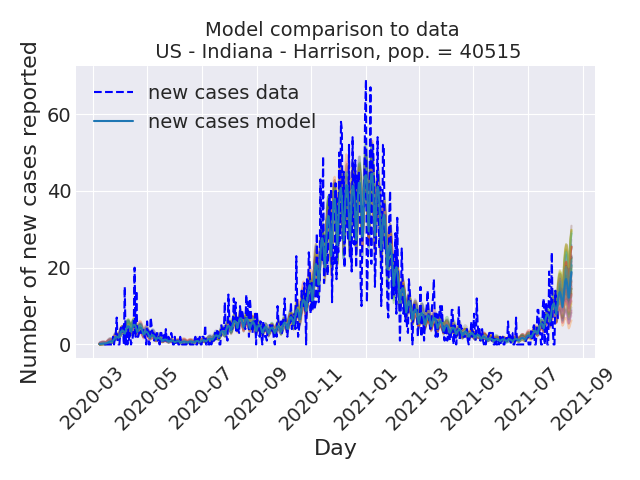 Model comparison to data
US - Indiana - Harrison, pop. = 40515
Number of new cases reported
60
40
20
0
new cases data
new cases model
2020-03
2020-05
2020-07
2020-09
2020-11
2021-01
2021-03
2021-05
2021-07
2021-09
Day